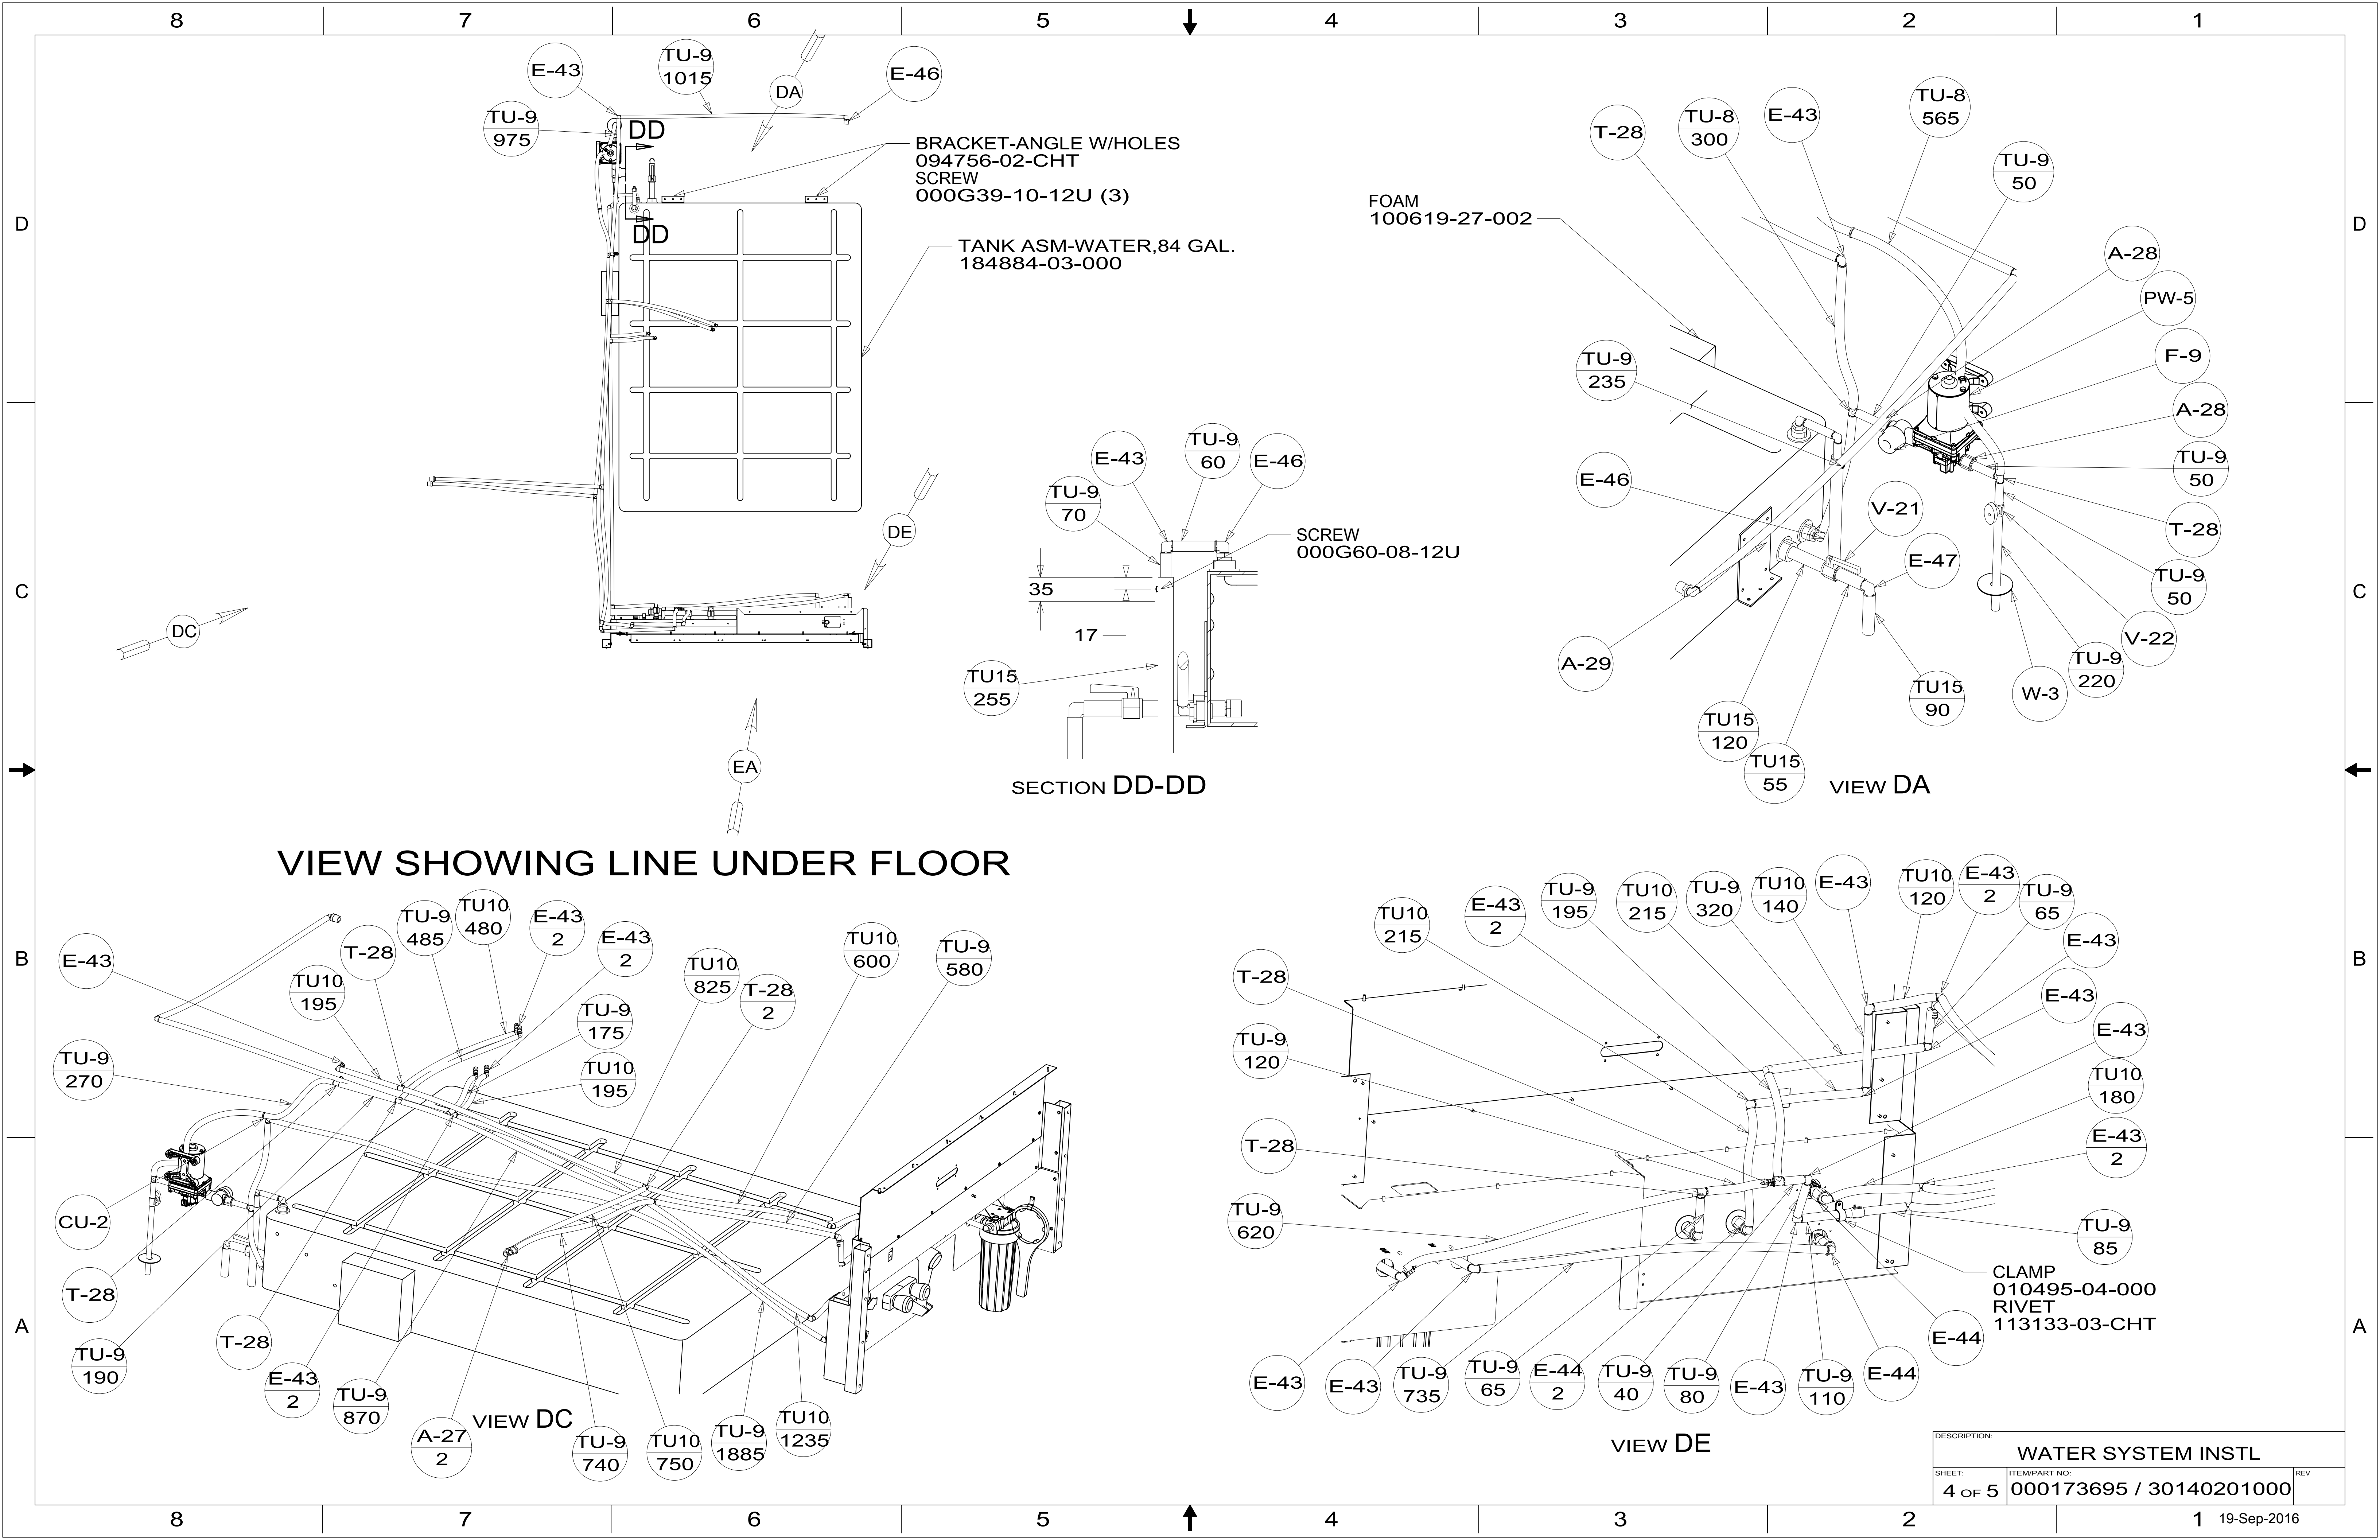 8 7 6 5 4 3 2 1
D
C
B
A
D
C
B
A
E-43
TU-9
1015
DA
E-46
TU-9
975
DD
DD
BRACKET-ANGLE W/HOLES
094756-02-CHT
SCREW
000G39-10-12U (3)
TANK ASM-WATER,84 GAL.
184884-03-000
DC
DE
EA
VIEW SHOWING LINE UNDER FLOOR
E-43
TU-9
60
E-46
TU-9
70
SCREW
000G60-08-12U
35
17
TU15
255
SECTION DD-DD
T-28
TU-8
300
E-43
TU-8
565
TU-9
50
FOAM
100619-27-002
A-28
PW-5
F-9
TU-9
235
A-28
E-46
TU-9
50
V-21
T-28
E-47
TU-9
50
V-22
A-29
TU-9
220
W-3
TU15
90
TU15
120
TU15
55
VIEW DA
E-43
TU10
195
T-28
TU-9
485
TU10
480
E-43
2
E-43
2
TU10
825
T-28
2
TU10
600
TU-9
580
TU-9
175
TU10
195
TU-9
270
CU-2
T-28
TU-9
190
T-28
E-43
2
TU-9
870
A-27
2
VIEW DC
TU-9
740
TU10
750
TU-9
1885
TU10
1235
TU10
215
E-43
2
TU-9
195
TU10
215
TU-9
320
TU10
140
E-43
TU10
120
E-43
2
TU-9
65
E-43
E-43
E-43
T-28
TU-9
120
TU10
180
E-43
2
T-28
TU-9
620
TU-9
85
CLAMP
010495-04-000
RIVET
113133-03-CHT
E-44
E-43
E-43
TU-9
735
TU-9
65
E-44
2
TU-9
40
TU-9
80
E-43
TU-9
110
E-44
VIEW DE
DESCRIPTION:
WATER SYSTEM INSTL
SHEET:
4 OF 5
ITEM/PART NO:
000173695 / 30140201000
REV
8 7 6 5 4 3 2 1
19-Sep-2016